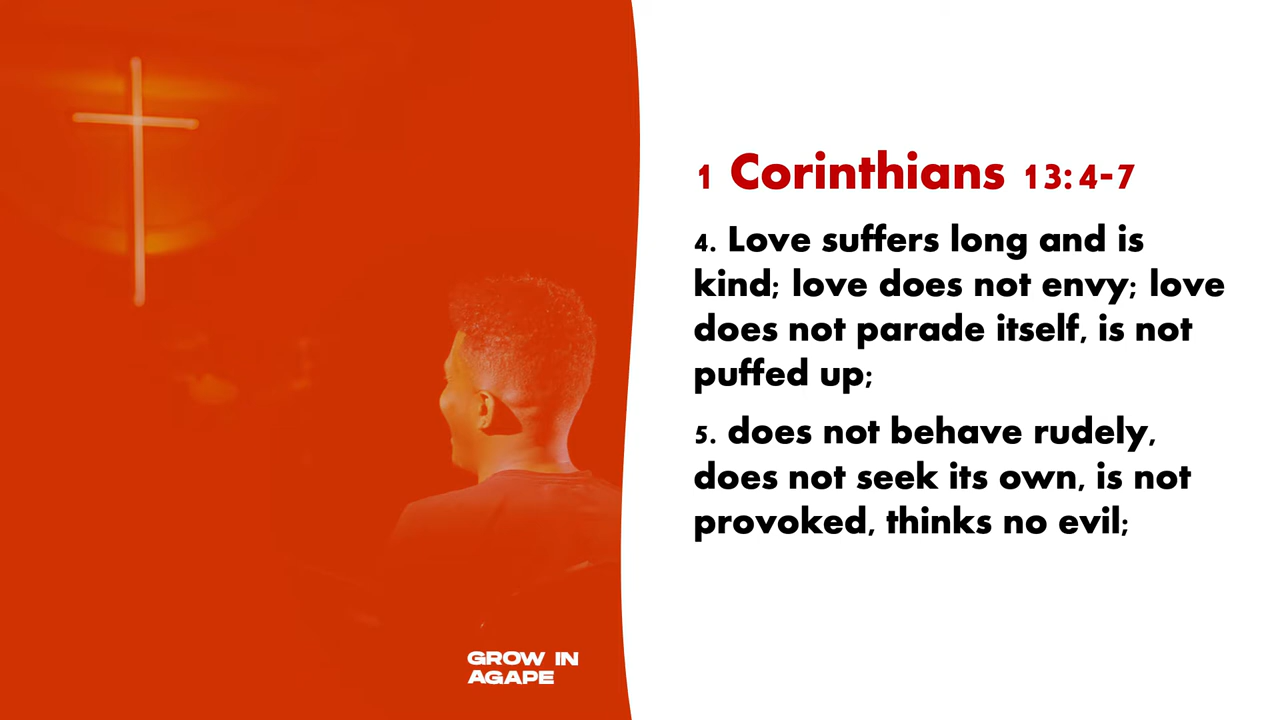 1 Corinthians 13:4-7
4. Love suffers long and is
kind; love does not envy; love
does not parade itself, is not
puffed up;
5. does not behave rudely,
does not seek its own, is not
provoked, thinks no evil;
GROW IN
AGAPE